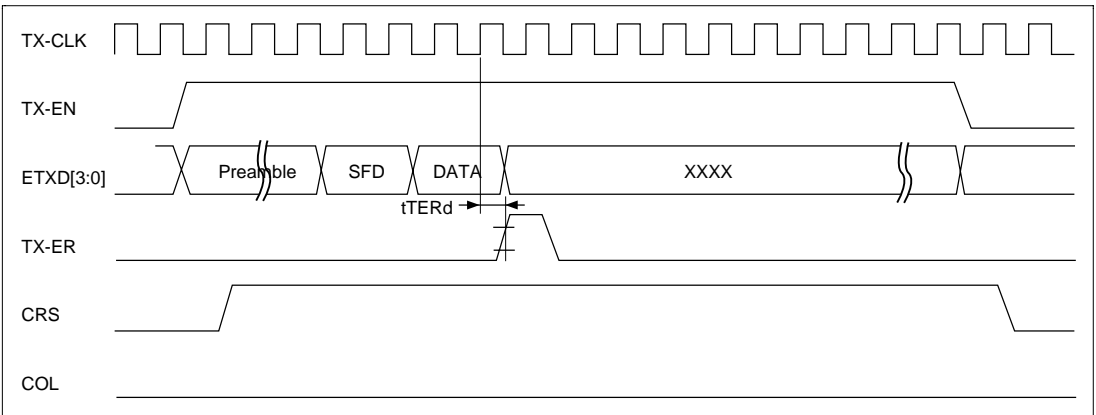 TX-CLK
TX-EN
ETXD[3:0]
Preamble
SFD
DATA
XXXX
tTERd
TX-ER
CRS
COL